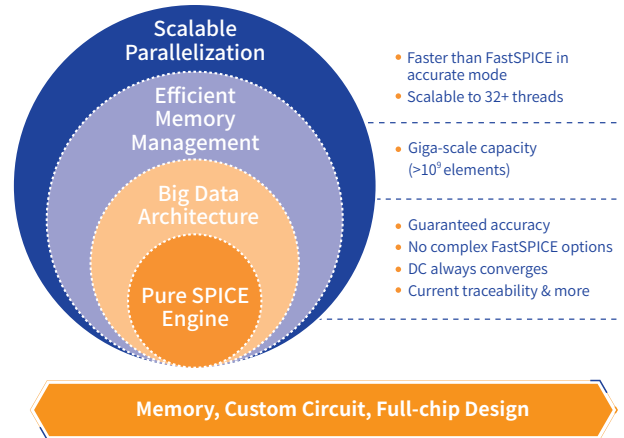 Scalable
Parallelization
Efficient
Memory
Management
Big Data
Architecture
Pure SPICE
Engine
• Faster than FastSPICE in
accurate mode
• Scalable to 32+ threads
• Giga-scale capacity
(>10⁹ elements)
• Guaranteed accuracy
• No complex FastSPICE options
• DC always converges
• Current traceability & more
Memory, Custom Circuit, Full-chip Design